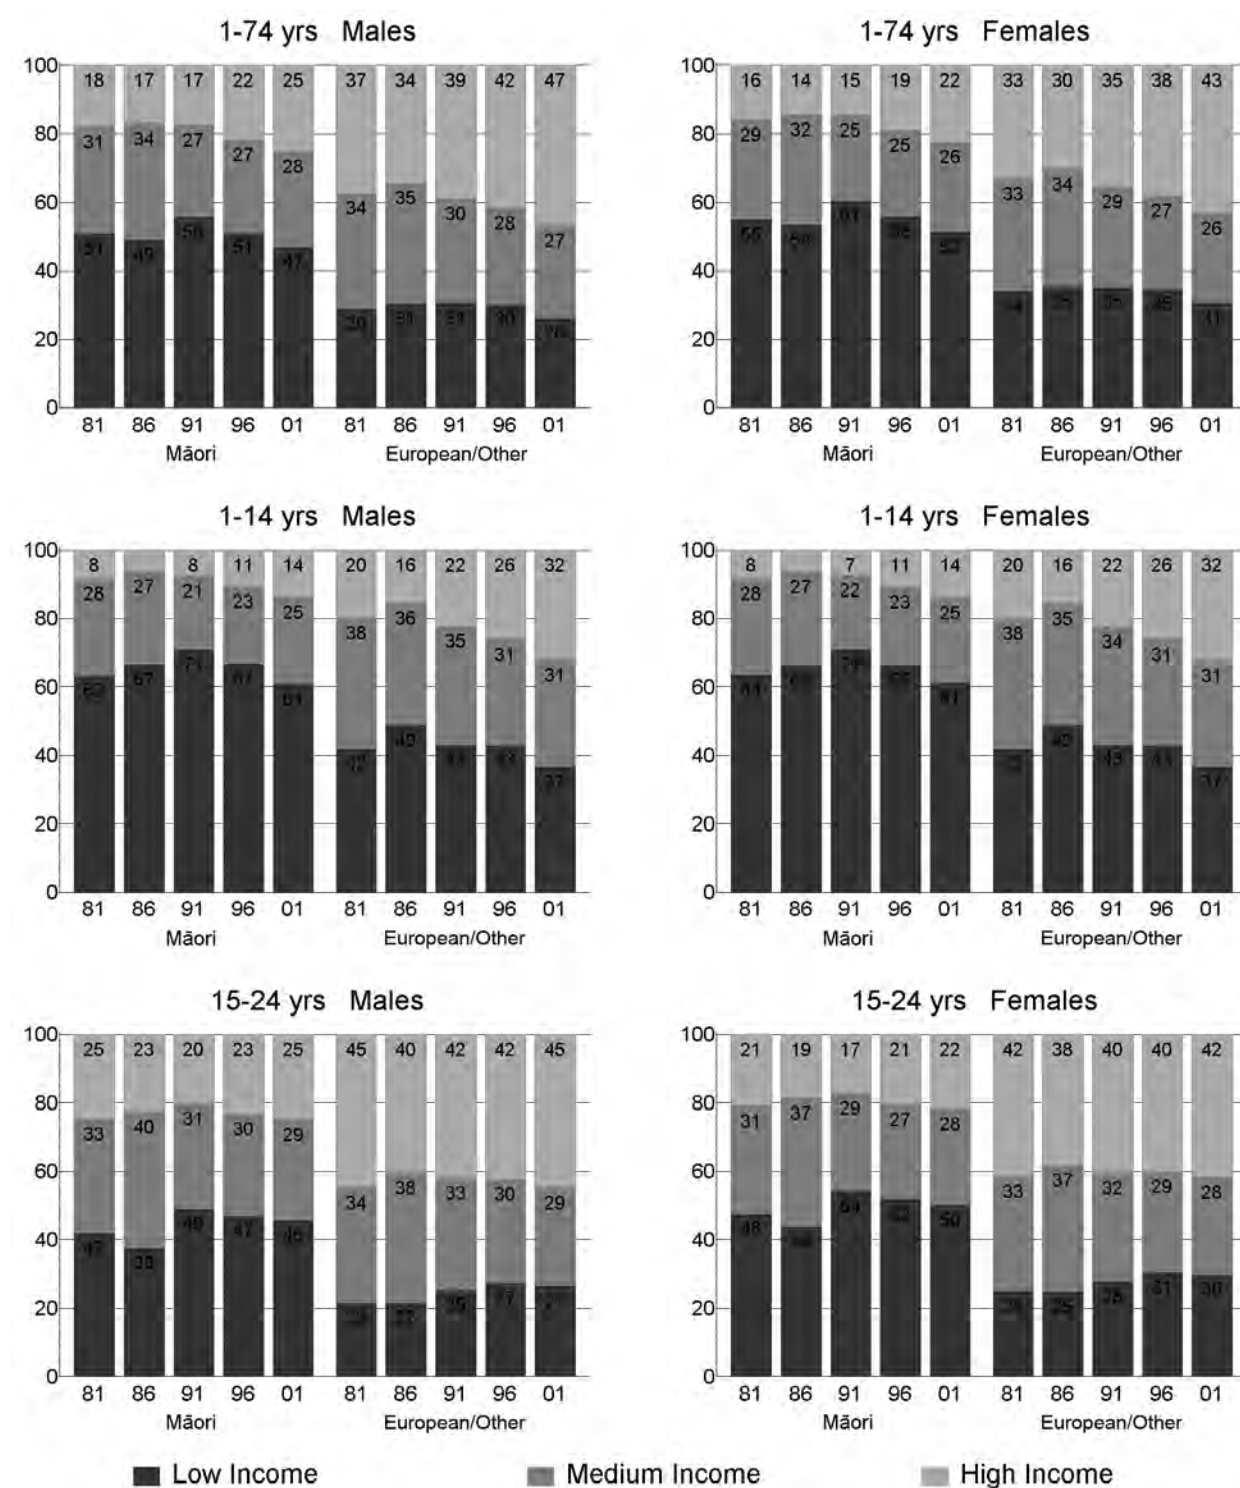 1-74 yrs Males
100 18 17 17 22 25 37 34 39 42 47
80 31 34 27 27 28
60 34 35 30 28 27
40 51 49 56 51 47
20 29 31 31 30 26
0
81 86 91 96 01 81 86 91 96 01
Māori European/Other
1-74 yrs Females
100 16 14 15 19 22 33 30 35 38 43
80 29 32 25 25 26
60 33 34 29 27 26
40 55 54 61 52
20 34 35 35 35 31
0
81 86 91 96 01 81 86 91 96 01
Māori European/Other
1-14 yrs Males
100 8 8 11 14 20 16 22 26 32
80 28 27 21 23 25
60 38 36 35 31 31
40 67 71 67 61
20 42 49 43 43 37
0
81 86 91 96 01 81 86 91 96 01
Māori European/Other
1-14 yrs Females
100 8 7 11 14 20 16 22 26 32
80 28 27 22 23 25
60 38 35 34 31 31
40 64 71 61
20 42 49 43 43 37
0
81 86 91 96 01 81 86 91 96 01
Māori European/Other
15-24 yrs Males
100 25 23 20 23 25 45 40 42 42 45
80 33 40 31 30 29
60 34 38 33 30 29
40 42 38 49 47 46
20 22 25 27
0
81 86 91 96 01 81 86 91 96 01
Māori European/Other
15-24 yrs Females
100 21 19 17 21 22 42 38 40 40 42
80 31 37 29 27 28
60 33 37 32 29 28
40 48 44 54 52 50
20 25 25 28 31 30
0
81 86 91 96 01 81 86 91 96 01
Māori European/Other
Low Income Medium Income High Income